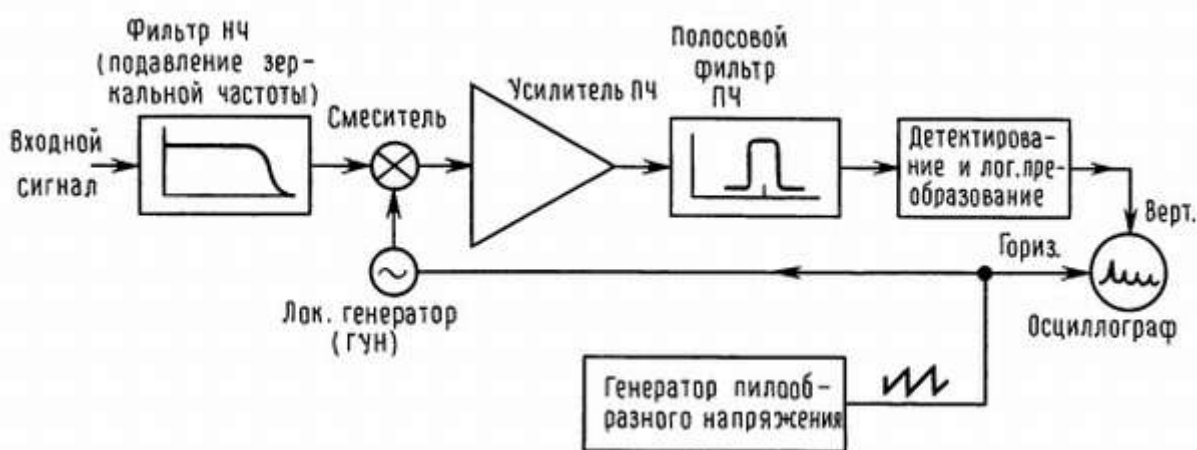 Фильтр НЧ
(подавление зер-
кальной частоты)
Входной
сигнал
Смеситель
Усилитель ПЧ
Полосовой
фильтр
ПЧ
Детектирова-
ние и лог.пре-
образование
Верт.
Гориз.
Осциллограф
Лок. генератор
(ГУН)
Генератор пилооб-
разного напряжения